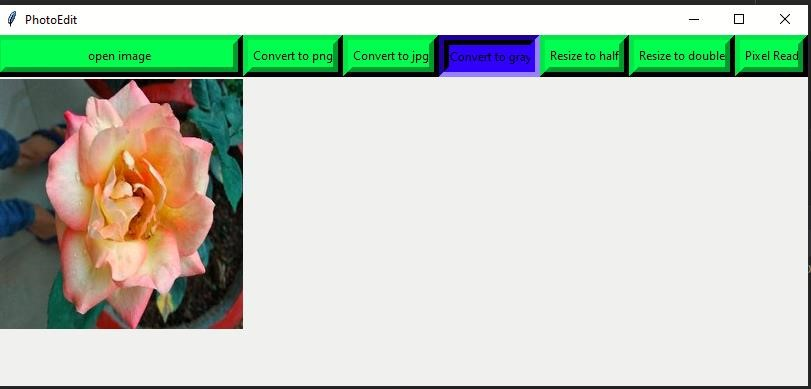 PhotoEdit
open image Convert to png Convert to jpg Convert to gray Resize to half Resize to double Pixel Read